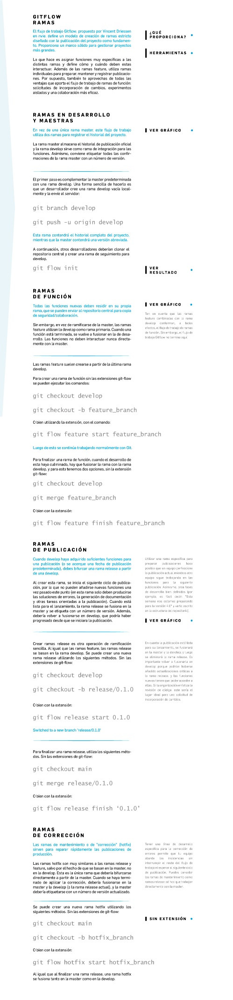 GITFLOW
RAMAS
El flujo de trabajo Gitflow, propuesto por Vincent Driessen
en nvie, define un modelo de creación de ramas estricto
diseñado con la publicación del proyecto como fundamen-
to. Proporciona un marco sólido para gestionar proyectos
más grandes.
¿QUÉ
PROPORCIONA?
HERRAMIENTAS
Lo que hace es asignar funciones muy específicas a las
distintas ramas y define cómo y cuándo deben estas
interactuar. Además de las ramas feature, utiliza ramas
individuales para preparar, mantener y registrar publicacio-
nes. Por supuesto, también te aprovechas de todas las
ventajas que aporta el flujo de trabajo de ramas de función:
solicitudes de incorporación de cambios, experimentos
aislados y una colaboración más eficaz.
RAMAS EN DESARROLLO
Y MAESTRAS
En vez de una única rama master, este flujo de trabajo
utiliza dos ramas para registrar el historial del proyecto.
VER GRÁFICO
La rama master almacena el historial de publicación oficial
y la rama develop sirve como rama de integración para las
funciones. Asimismo, conviene etiquetar todas las confir-
maciones de la rama master con un número de versión.
El primer paso es complementar la master predeterminada
con una rama develop. Una forma sencilla de hacerlo es
que un desarrollador cree una rama develop vacía local-
mente y la envíe al servidor:
git branch develop
git push -u origin develop
Esta rama contendrá el historial completo del proyecto,
mientras que la master contendrá una versión abreviada.
A continuación, otros desarrolladores deberían clonar el
repositorio central y crear una rama de seguimiento para
develop.
git flow init
VER
RESULTADO
RAMAS
DE FUNCIÓN
Todas las funciones nuevas deben residir en su propia
rama, que se pueden enviar al repositorio central para copia
de seguridad/colaboración.
VER GRÁFICO
Ten en cuenta que las ramas
feature combinadas con la rama
develop conforman, a todos
efectos, el flujo de trabajo de ramas
de función. Sin embargo, el flujo de
trabajo Gitflow no termina aquí.
Sin embargo, en vez de ramificarse de la master, las ramas
feature utilizan la develop como rama primaria. Cuando una
función está terminada, se vuelve a fusionar en la de desa-
rrollo. Las funciones no deben interactuar nunca directa-
mente con la master.
Las ramas feature suelen crearse a partir de la última rama
develop.
Para crear una rama de función sin las extensiones git-flow
se pueden ejecutar los comandos:
git checkout develop
git checkout -b feature_branch
O bien utilizando la extensión, con el comando:
git flow feature start feature_branch
Luego de esto se continúa trabajando normalmente con Git.
Para finalizar una rama de función, cuando el desarrollo de
esta haya culminado, hay que fusionar la rama con la rama
develop, y para esto tenemos dos opciones, sin la extensión
git-flow:
git checkout develop
git merge feature_branch
O bien con la extensión:
git flow feature finish feature_branch
RAMAS
DE PUBLICACIÓN
Cuando develop haya adquirido suficientes funciones para
una publicación (o se acerque una fecha de publicación
predeterminada), debes bifurcar una rama release a partir
de una develop.
Al crear esta rama, se inicia el siguiente ciclo de publica-
ción, por lo que no pueden añadirse nuevas funciones una
vez pasado este punto (en esta rama solo deben producirse
las soluciones de errores, la generación de documentación
y otras tareas orientadas a la publicación). Cuando está
lista para el lanzamiento, la rama release se fusiona en la
master y se etiqueta con un número de versión. Además,
debería volver a fusionarse en develop, que podría haber
progresado desde que se iniciara la publicación.
Utilizar una rama específica para
preparar publicaciones hace
posible que un equipo perfeccione
la publicación actual mientras otro
equipo sigue trabajando en las
funciones para la siguiente
publicación. Asimismo, crea fases
de desarrollo bien definidas (por
ejemplo, es fácil decir: "Esta
semana nos estamos preparando
para la versión 4.0" y verlo escrito
en la estructura del repositorio).
VER GRÁFICO
Crear ramas release es otra operación de ramificación
sencilla. Al igual que las ramas feature, las ramas release
se basan en la rama develop. Se puede crear una nueva
rama release utilizando los siguientes métodos. Sin las
extensiones de git-flow:
En cuanto la publicación esté lista
para su lanzamiento, se fusionará
en la master y la develop; y luego
se eliminará la rama release. Es
importante volver a fusionarla en
develop porque podrían haberse
añadido actualizaciones críticas a
la rama release, y las funciones
nuevas tienen que poder acceder a
ellas. Si tu organización enfatiza la
revisión de código, este sería el
lugar ideal para una solicitud de
incorporación de cambios.
git checkout develop
git checkout -b release/0.1.0
O bien con la extensión:
git flow release start 0.1.0
Switched to a new branch 'release/0.1.0'
Para finalizar una rama release, utiliza los siguientes méto-
dos. Sin las extensiones de git-flow:
git checkout main
git merge release/0.1.0
O bien con la extensión:
git flow release finish ‘0.1.0’
RAMAS
DE CORRECCIÓN
Las ramas de mantenimiento o de "corrección" (hotfix)
sirven para reparar rápidamente las publicaciones de
producción.
Las ramas hotfix son muy similares a las ramas release y
feature, salvo por el hecho de que se basan en la master, no
en la develop. Esta es la única rama que debería bifurcarse
directamente a partir de la master. Cuando se haya termi-
nado de aplicar la corrección, debería fusionarse en la
master y la develop (o la rama release actual), y la master
debería etiquetarse con un número de versión actualizado.
Tener una línea de desarrollo
específica para la corrección de
errores permite que tu equipo
aborde las incidencias sin
interrumpir el resto del flujo de
trabajo ni esperar al siguiente ciclo
de publicación. Puedes concebir
las ramas de mantenimiento como
ramas release ad hoc que trabajan
directamente con la master.
Se puede crear una nueva rama hotfix utilizando los
siguientes métodos. Sin las extensiones de git-flow:
SIN EXTENSIÓN
git checkout main
git checkout -b hotfix_branch
O bien con la extensión:
git flow hotfix start hotfix_branch
Al igual que al finalizar una rama release, una rama hotfix
se fusiona tanto en la master como en la develop.